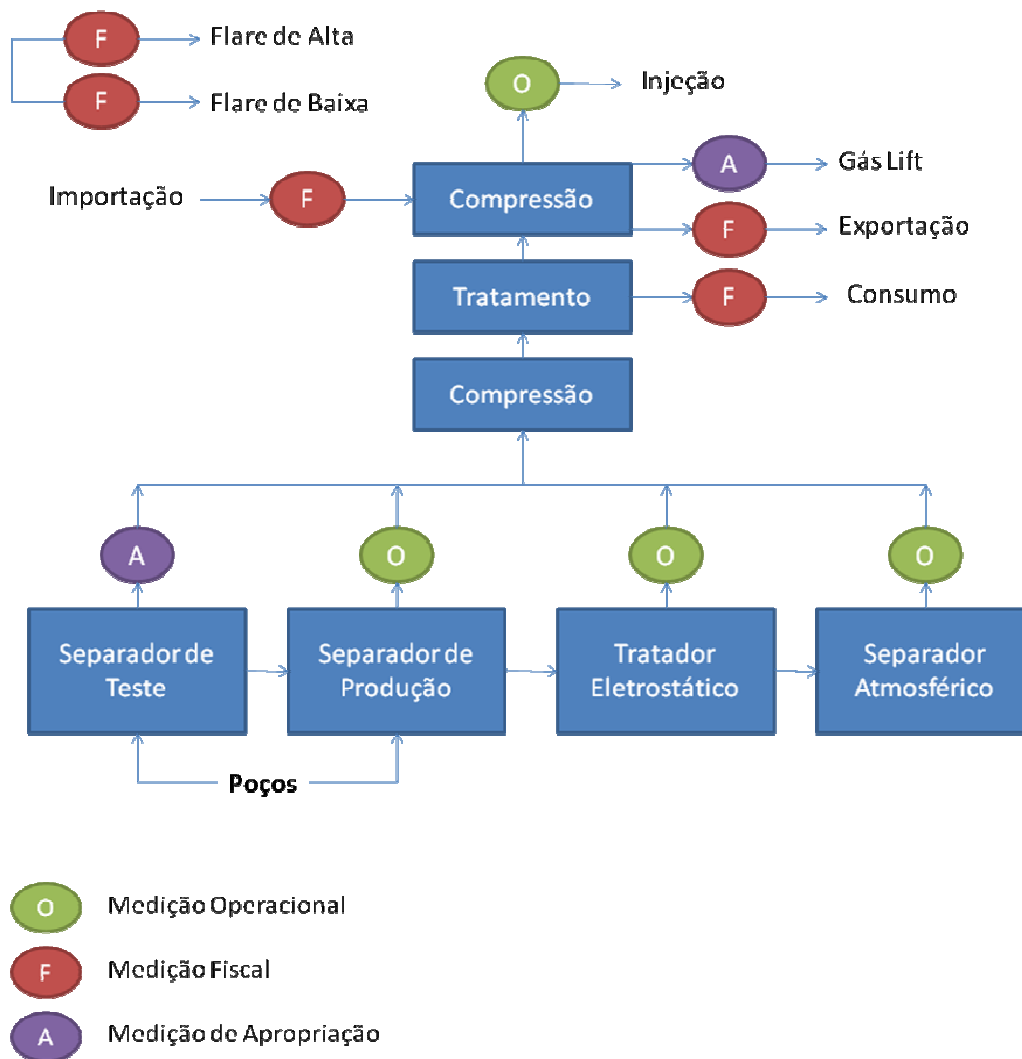 F Flare de Alta
F Flare de Baixa
O Injeção
A Gás Lift
Importação F Compressão
F Exportação
Tratamento F Consumo
Compressão
A O O O
Separador de Teste
Separador de Produção
Tratador Eletrostático
Separador Atmosférico
Poços
O Medição Operacional
F Medição Fiscal
A Medição de Apropriação